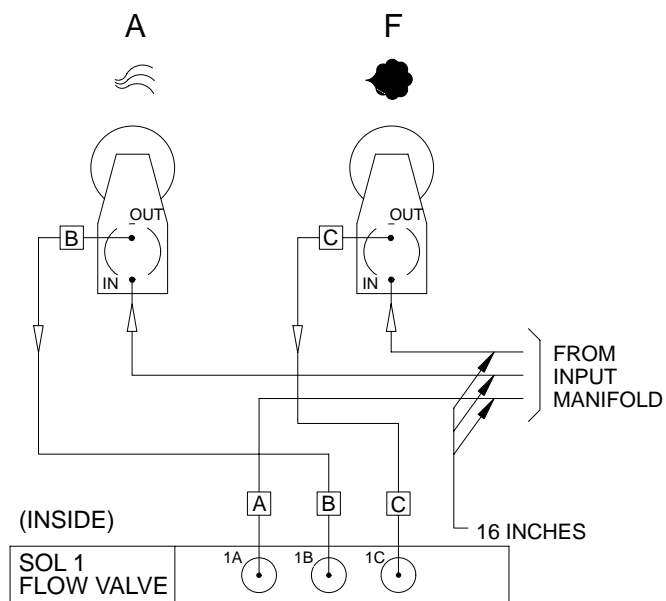 A
F
OUT
OUT
B
C
IN
IN
FROM
INPUT
MANIFOLD
A
B
C
(INSIDE)
16 INCHES
SOL 1
FLOW VALVE
1A
1B
1C